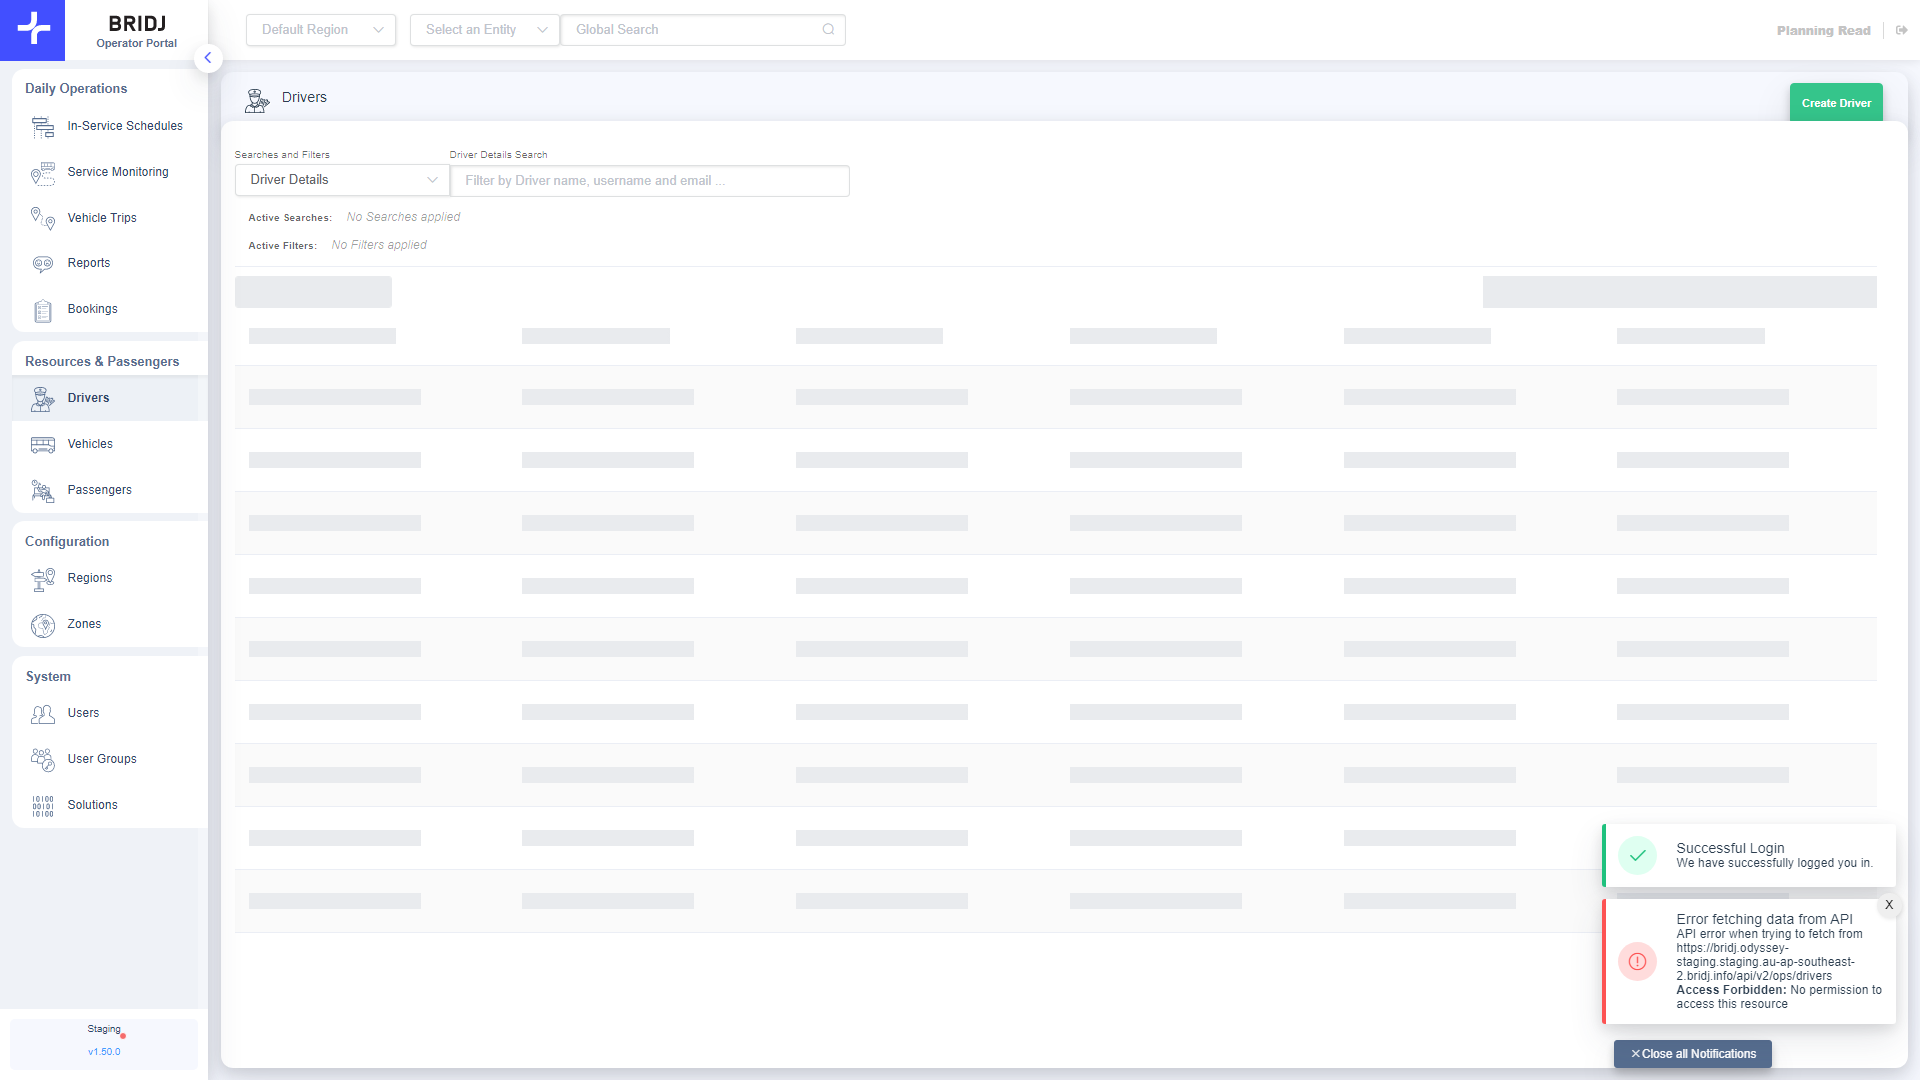 BRIDJ
Operator Portal
Default Region
Select an Entity
Global Search
Planning Read
Daily Operations
In-Service Schedules
Service Monitoring
Vehicle Trips
Reports
Bookings
Resources & Passengers
Drivers
Vehicles
Passengers
Configuration
Regions
Zones
System
Users
User Groups
10100
00101
10100
Solutions
Staging
v1.50.0
Drivers
Create Driver
Searches and Filters
Driver Details Search
Driver Details
Filter by Driver name, username and email ...
Active Searches: No Searches applied
Active Filters: No Filters applied
Successful Login
We have successfully logged you in.
X
Error fetching data from API
API error when trying to fetch from
https://bridj.odyssey-
staging.staging.au-ap-southeast-
2.bridj.info/api/v2/ops/drivers
Access Forbidden: No permission to
access this resource
Close all Notifications